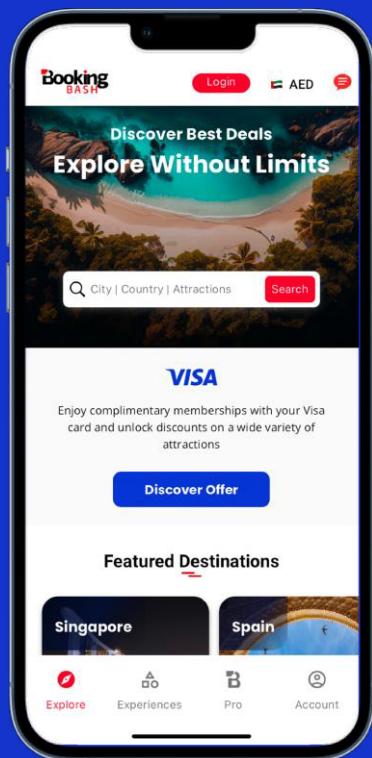 Booking
BASH
Login
AED
Discover Best Deals
Explore Without Limits
City | Country | Attractions
Search
VISA
Enjoy complimentary memberships with your Visa
card and unlock discounts on a wide variety of
attractions
Discover Offer
Featured Destinations
Singapore
Spain
Explore
Experiences
Pro
Account